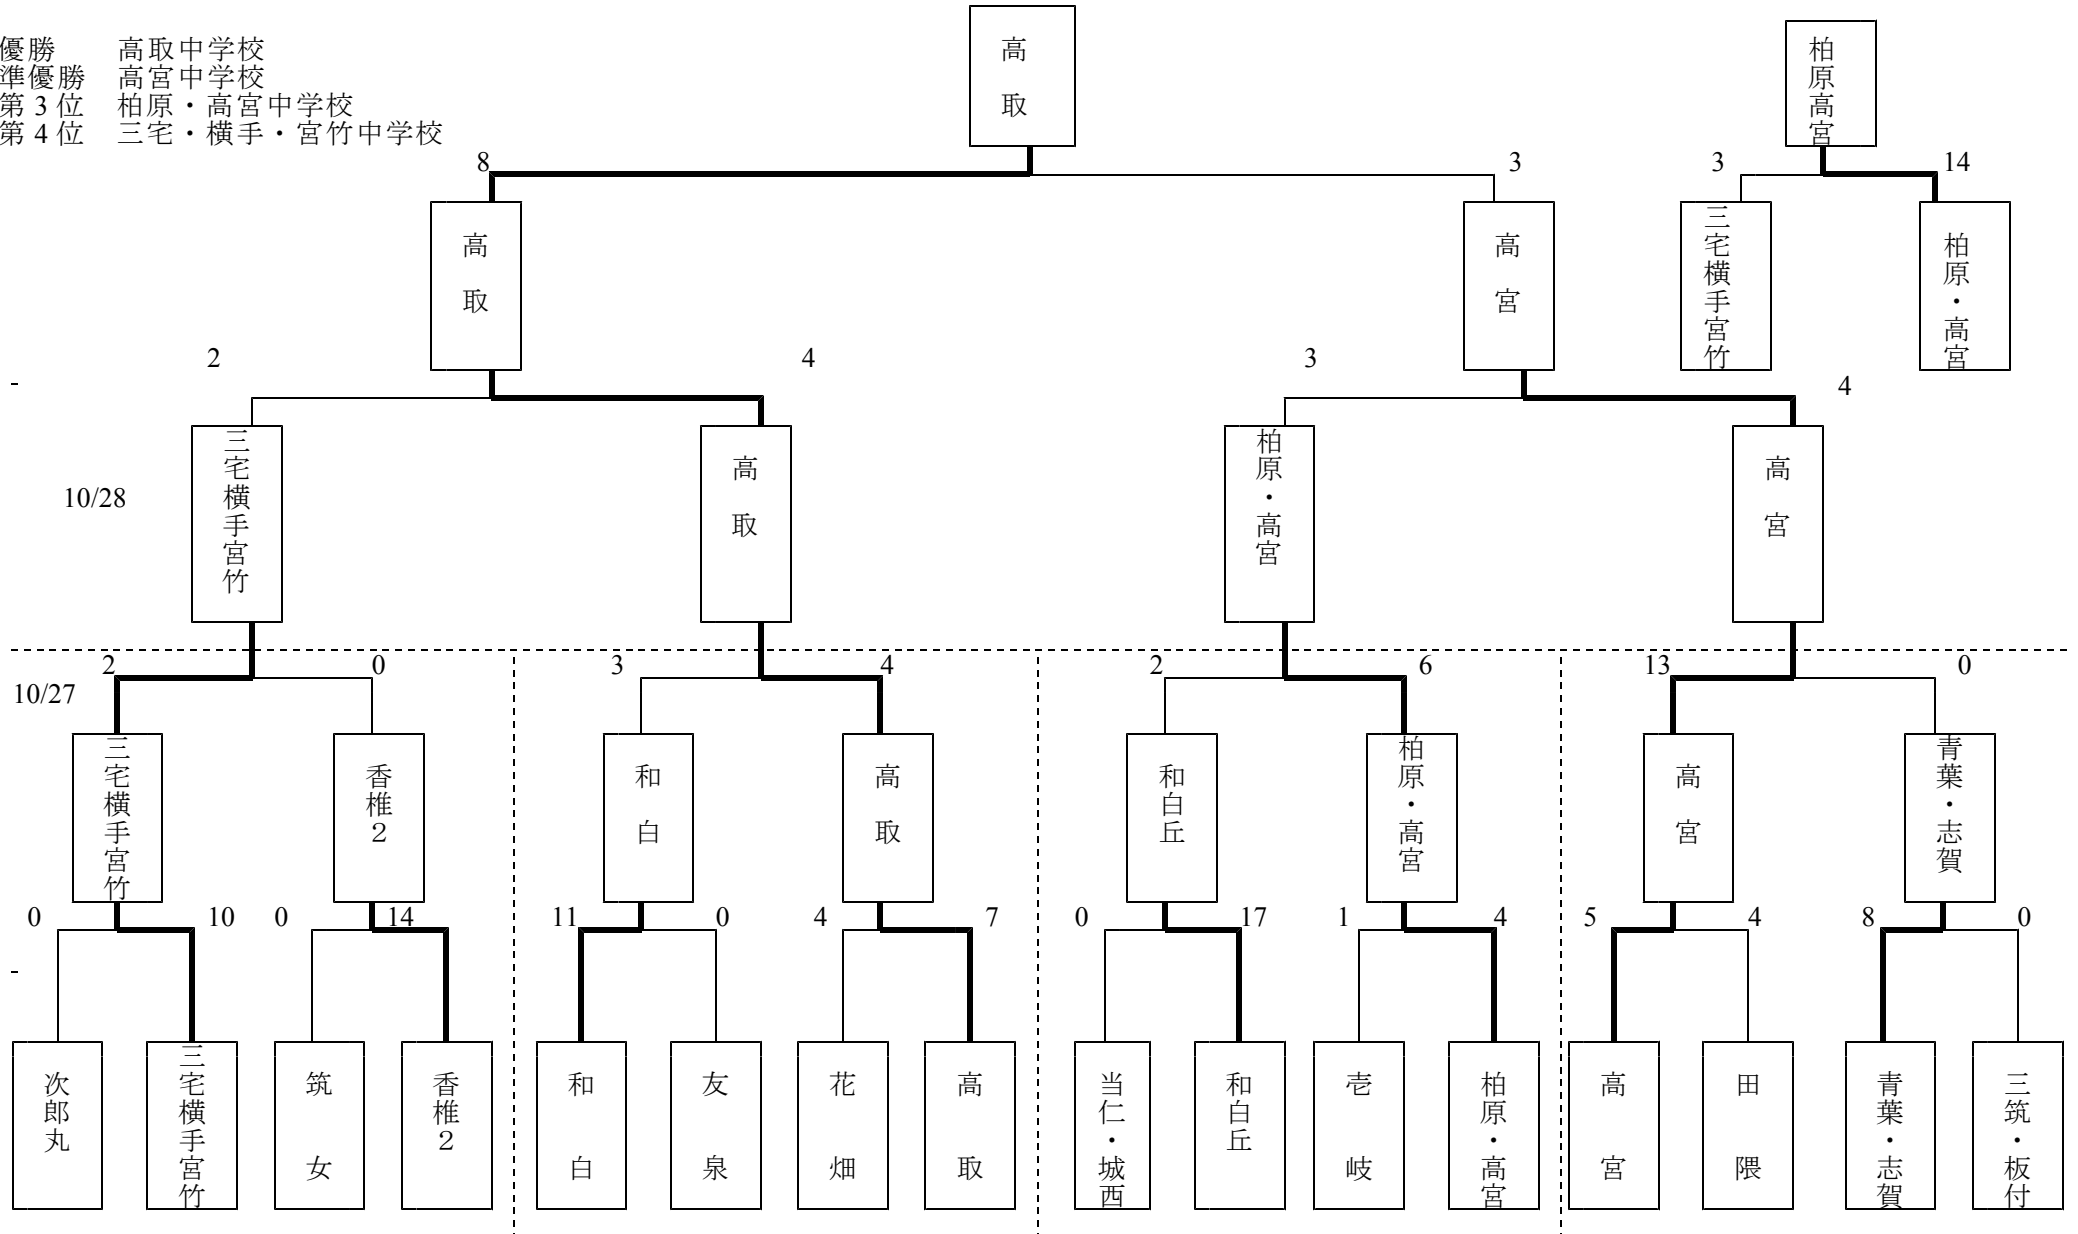 優勝 高取中学校
準優勝 高宮中学校
第3位 柏原・高宮中学校
第4位 三宅・横手・宮竹中学校
高取
柏原高宮
8
3
3
14
高取
高宮
三宅横手宮竹
柏原・高宮
2
4
3
4
10/28
三宅横手宮竹
高取
柏原・高宮
高宮
10/27
2
0
3
4
2
6
13
0
三宅横手宮竹
香椎2
和白
高取
和白丘
柏原・高宮
高宮
青葉・志賀
0
10
0
14
11
0
4
7
0
17
1
4
5
4
8
0
次郎丸
三宅横手宮竹
筑女
香椎2
和白
友泉
花畑
高取
当仁・城西
和白丘
壱岐
柏原・高宮
高宮
田隈
青葉・志賀
三筑・板付